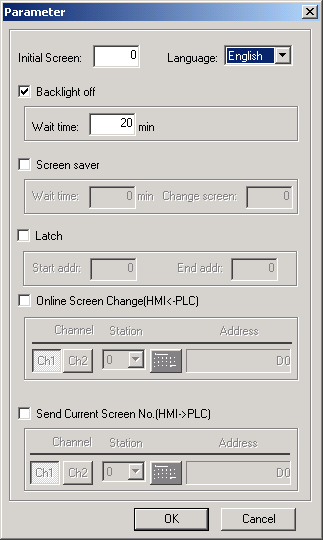 Parameter
Initial Screen: 0 Language: English
Backlight off
Wait time: 20 min
Screen saver
Wait time: 0 min Change screen: 0
Latch
Start addr: 0 End addr: 0
Online Screen Change(HMI<-PLC)
Channel Station Address
Ch1 Ch2 0 D0
Send Current Screen No.(HMI->PLC)
Channel Station Address
Ch1 Ch2 0 D0
OK Cancel